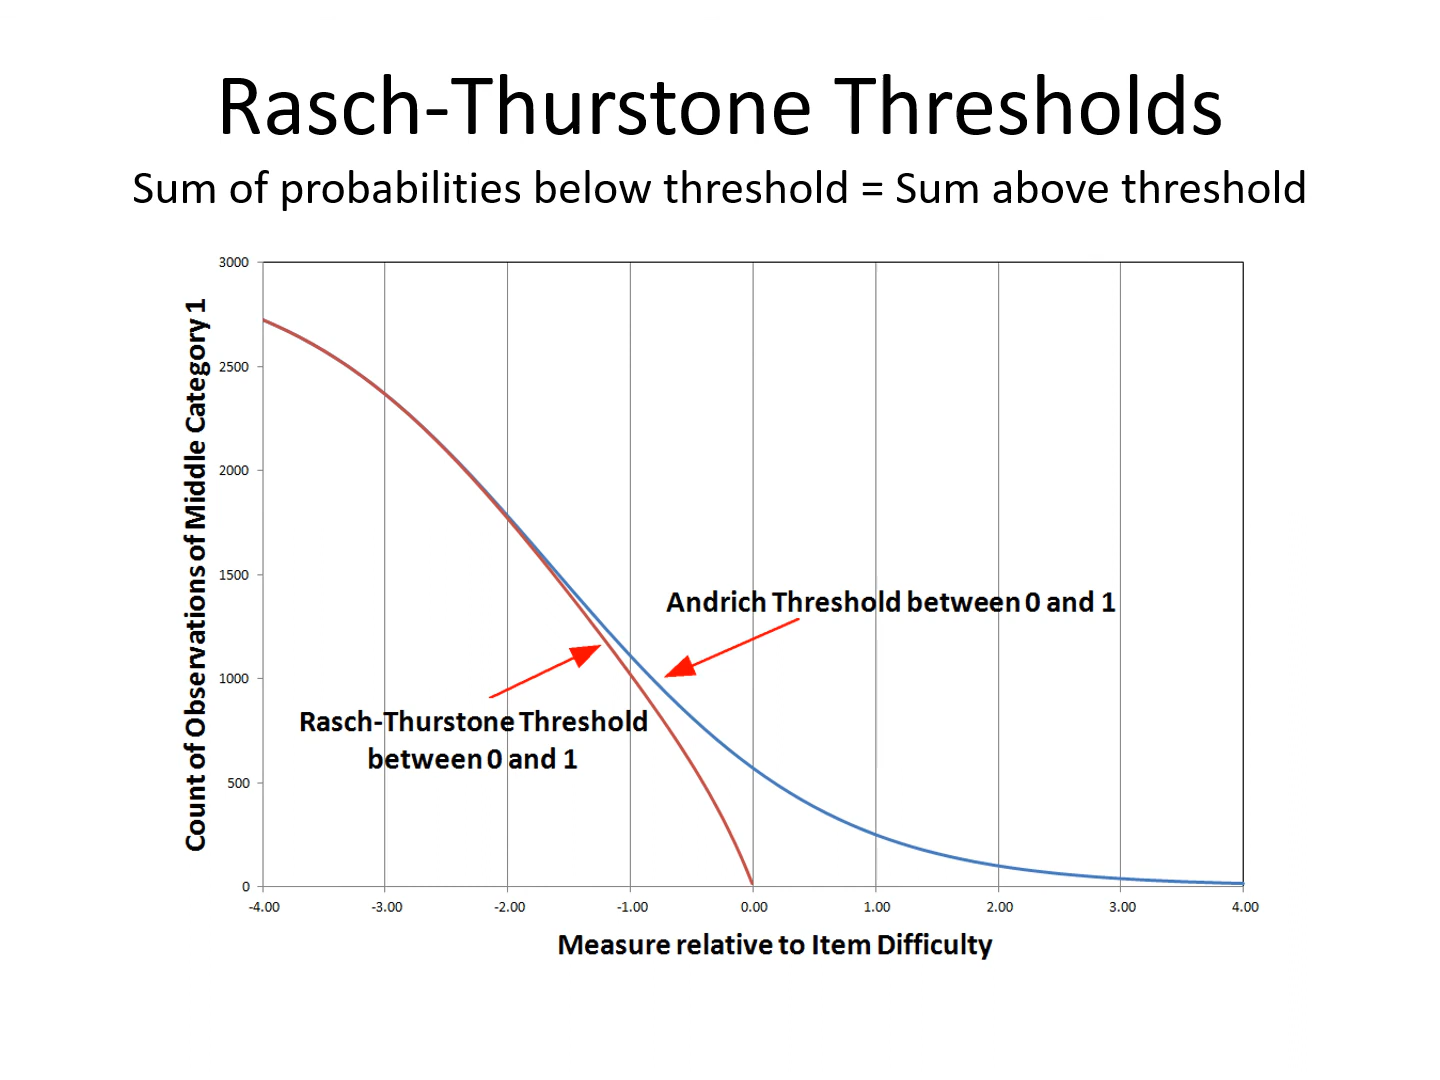 Rasch-Thurstone Thresholds
Sum of probabilities below threshold = Sum above threshold
Count of Observations of Middle Category 1
3000
2500
2000
1500
1000
500
0
Andrich Threshold between 0 and 1
Rasch-Thurstone Threshold
between 0 and 1
-4.00 -3.00 -2.00 -1.00 0.00 1.00 2.00 3.00 4.00
Measure relative to Item Difficulty